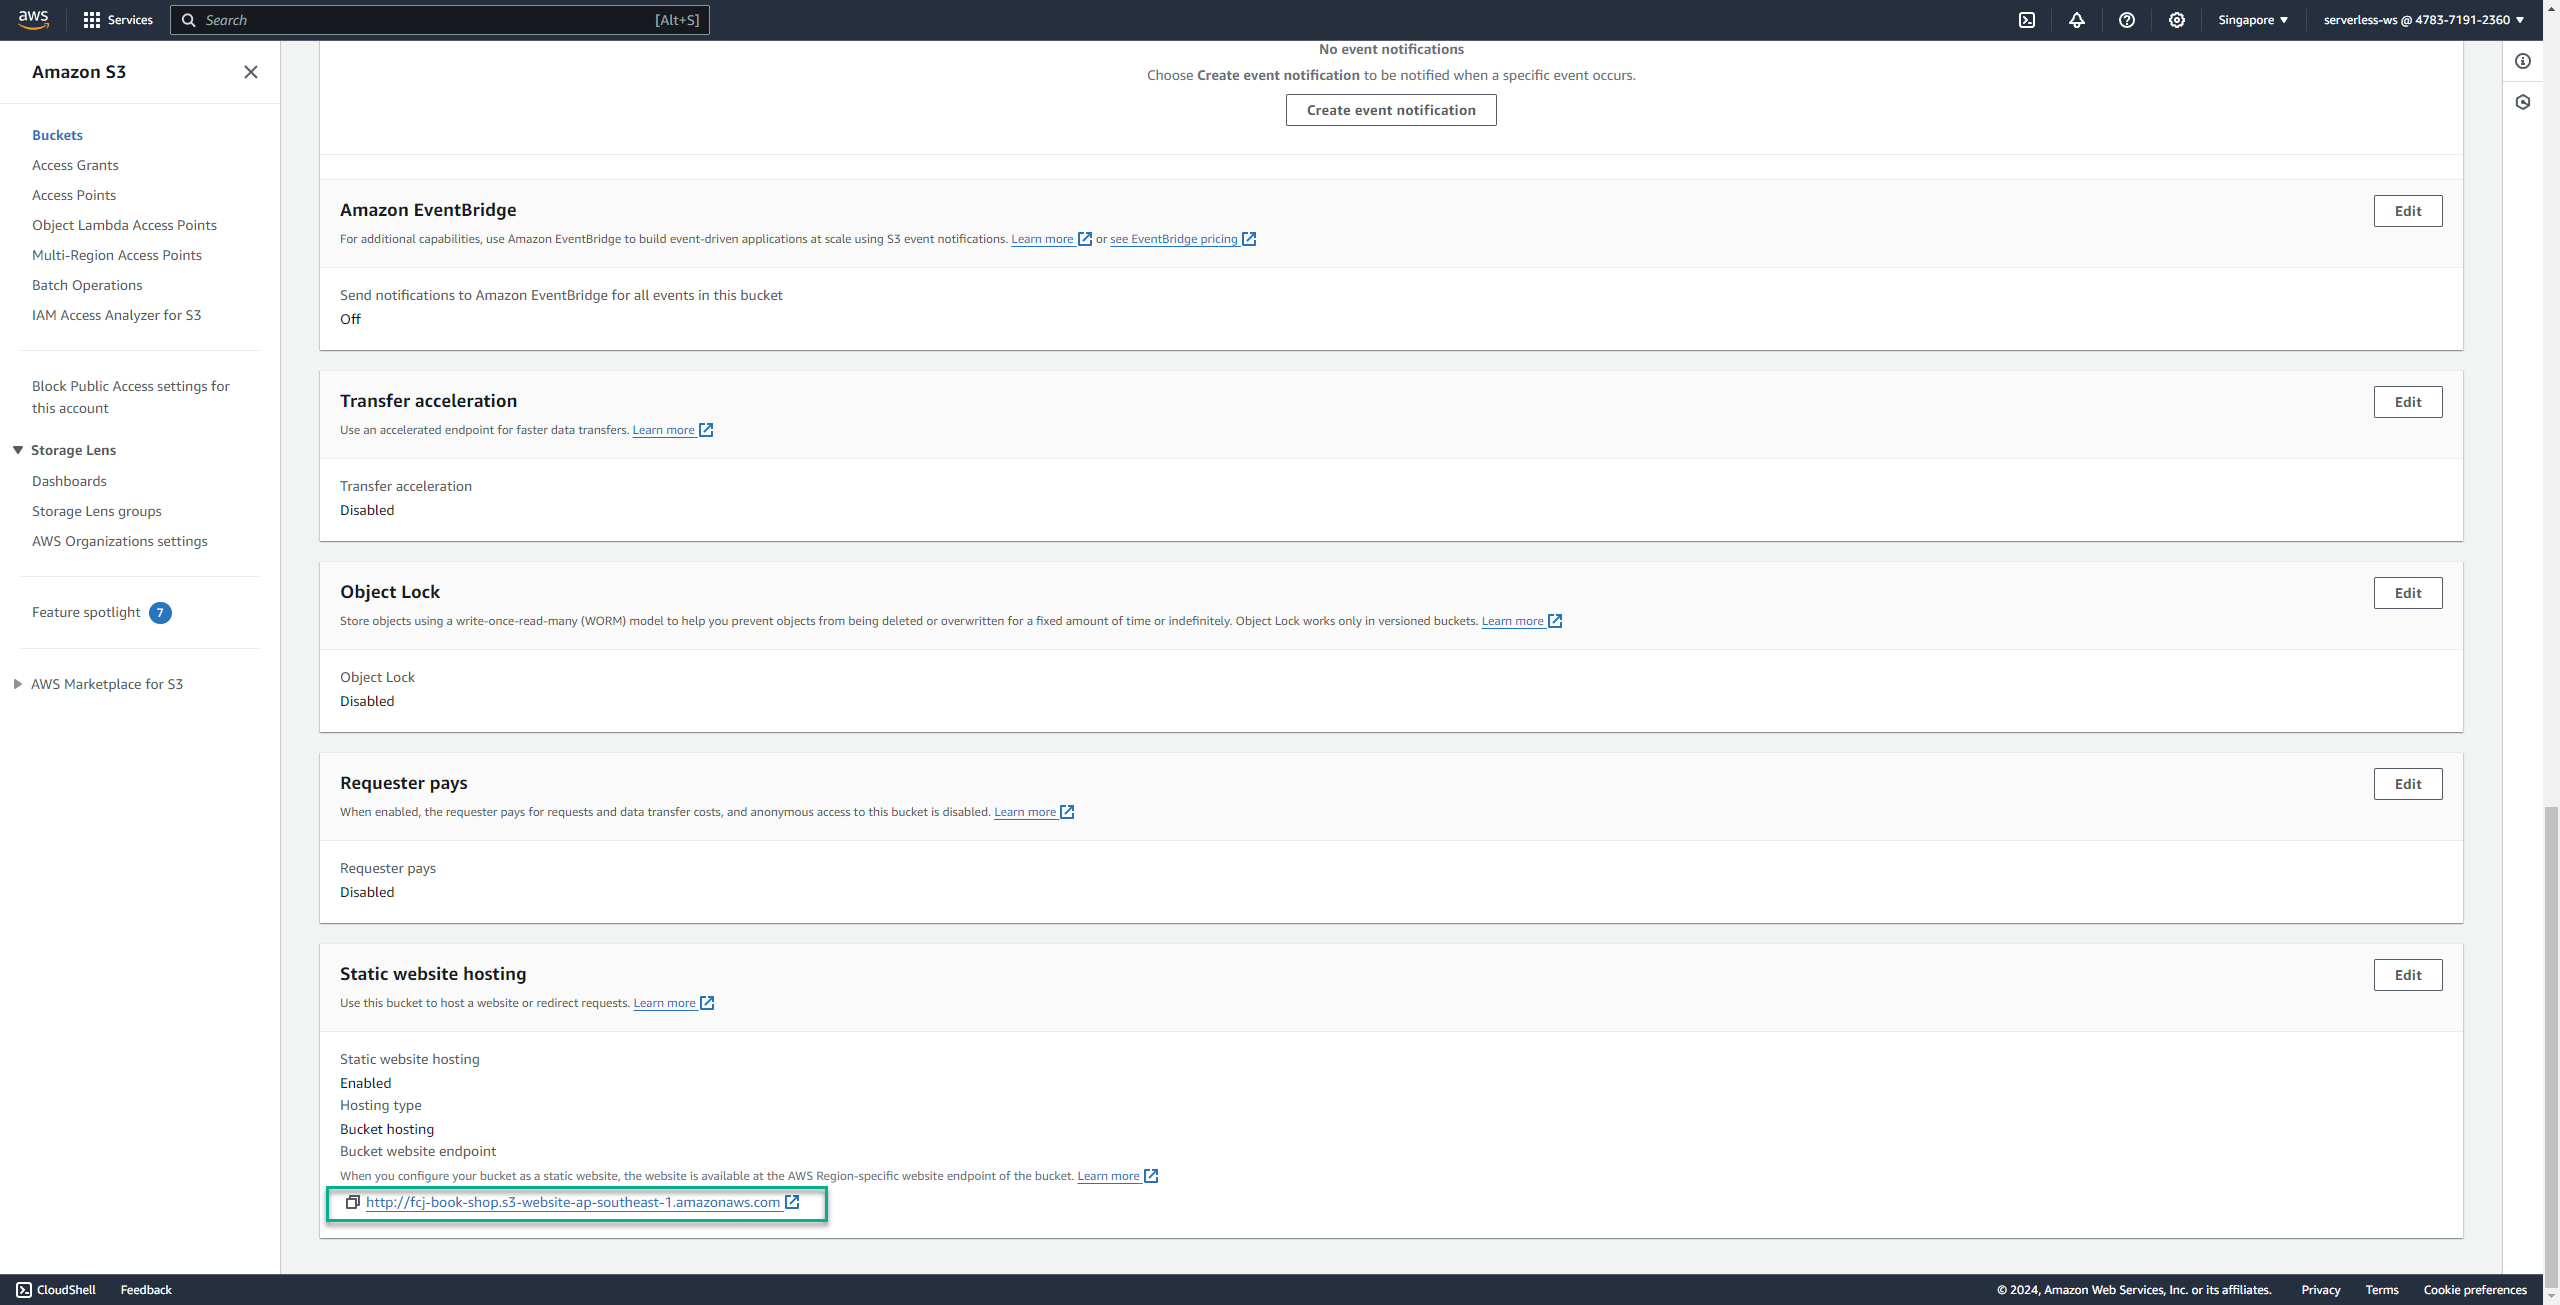 aws
Services
Search
[Alt+S]
Singapore
serverless-ws @ 4783-7191-2360
Amazon S3
Buckets
Access Grants
Access Points
Object Lambda Access Points
Multi-Region Access Points
Batch Operations
IAM Access Analyzer for S3
Block Public Access settings for
this account
Storage Lens
Dashboards
Storage Lens groups
AWS Organizations settings
Feature spotlight 7
AWS Marketplace for S3
No event notifications
Choose Create event notification to be notified when a specific event occurs.
Create event notification
Amazon EventBridge
Edit
For additional capabilities, use Amazon EventBridge to build event-driven applications at scale using S3 event notifications. Learn more or see EventBridge pricing
Send notifications to Amazon EventBridge for all events in this bucket
Off
Transfer acceleration
Edit
Use an accelerated endpoint for faster data transfers. Learn more
Transfer acceleration
Disabled
Object Lock
Edit
Store objects using a write-once-read-many (WORM) model to help you prevent objects from being deleted or overwritten for a fixed amount of time or indefinitely. Object Lock works only in versioned buckets. Learn more
Object Lock
Disabled
Requester pays
Edit
When enabled, the requester pays for requests and data transfer costs, and anonymous access to this bucket is disabled. Learn more
Requester pays
Disabled
Static website hosting
Edit
Use this bucket to host a website or redirect requests. Learn more
Static website hosting
Enabled
Hosting type
Bucket hosting
Bucket website endpoint
When you configure your bucket as a static website, the website is available at the AWS Region-specific website endpoint of the bucket. Learn more
http://fcj-book-shop.s3-website-ap-southeast-1.amazonaws.com
CloudShell
Feedback
© 2024, Amazon Web Services, Inc. or its affiliates.
Privacy
Terms
Cookie preferences